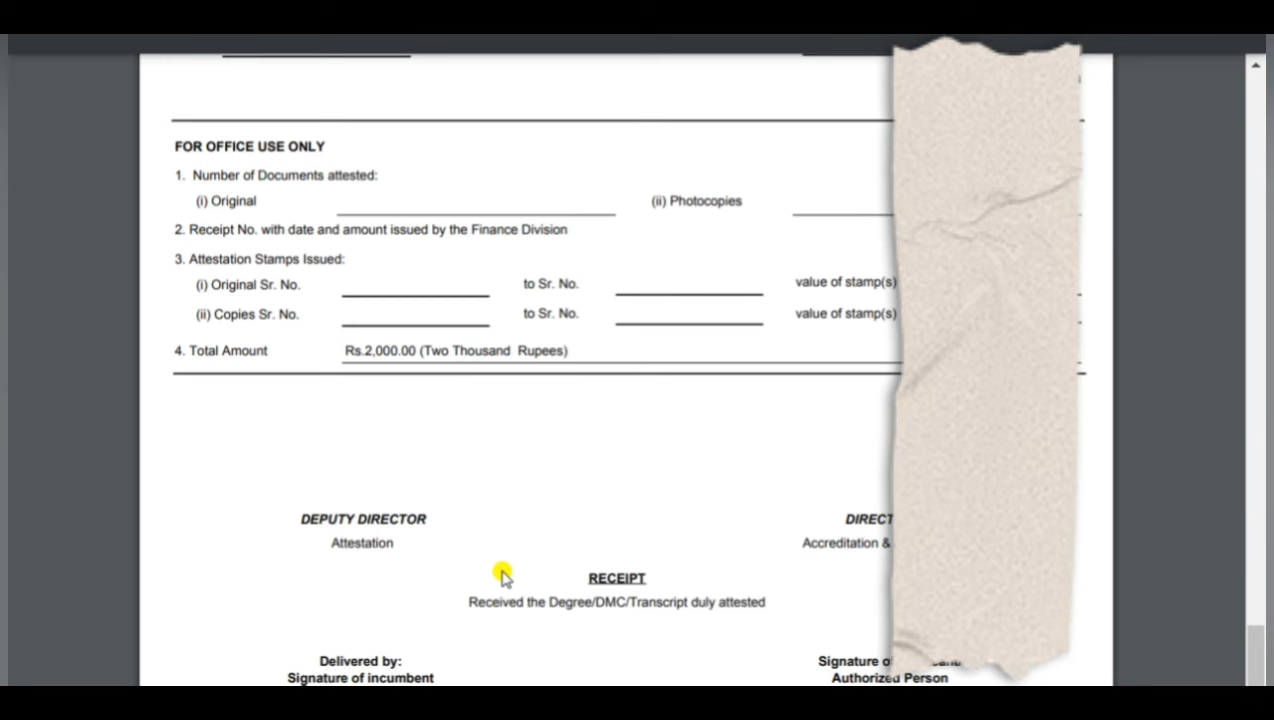 FOR OFFICE USE ONLY
1. Number of Documents attested:
(i) Original (ii) Photocopies
2. Receipt No. with date and amount issued by the Finance Division
3. Attestation Stamps Issued:
(i) Original Sr. No. to Sr. No. value of stamp(s)
(ii) Copies Sr. No. to Sr. No. value of stamp(s)
4. Total Amount Rs.2,000.00 (Two Thousand Rupees)
DEPUTY DIRECTOR
Attestation Accreditation &
RECEIPT
Received the Degree/DMC/Transcript duly attested
Delivered by: Signature
Signature of incumbent Authorized Person